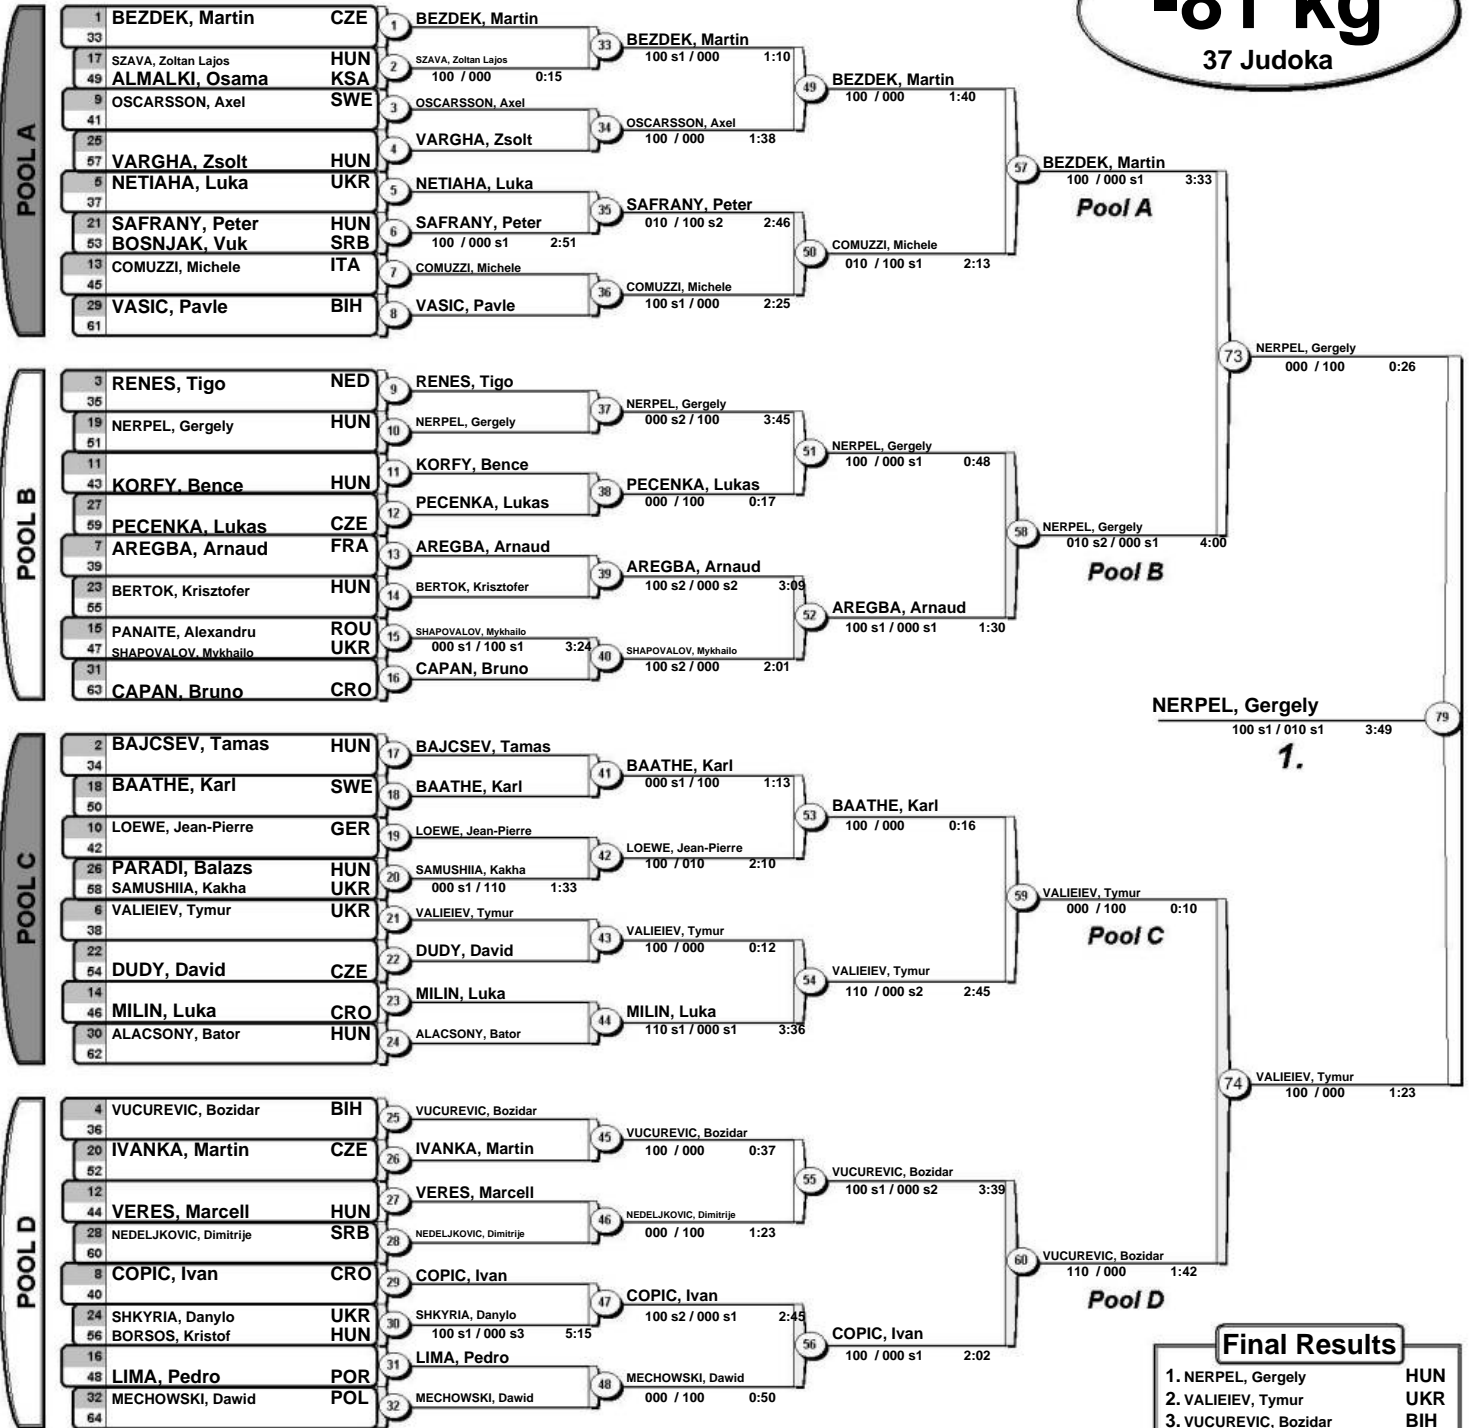 -81 kg
37 Judoka
POOL A
1 BEZDEK, Martin CZE
33
17 SZAVA, Zoltan Lajos HUN
49 ALMALKI, Osama KSA
9 OSCARSSON, Axel SWE
41
25
57 VARGHA, Zsolt HUN
5 NETIAHA, Luka UKR
37
21 SAFRANY, Peter HUN
53 BOSNJAK, Vuk SRB
13 COMUZZI, Michele ITA
45
29 VASIC, Pavle BIH
61
1 BEZDEK, Martin
2 SZAVA, Zoltan Lajos
100 / 000 0:15
3 OSCARSSON, Axel
4 VARGHA, Zsolt
5 NETIAHA, Luka
6 SAFRANY, Peter
100 / 000 s1 2:51
7 COMUZZI, Michele
8 VASIC, Pavle
33 BEZDEK, Martin
100 s1 / 000 1:10
34 OSCARSSON, Axel
100 / 000 1:38
35 SAFRANY, Peter
010 / 100 s2 2:46
36 COMUZZI, Michele
100 s1 / 000 2:25
49 BEZDEK, Martin
100 / 000 1:40
50 COMUZZI, Michele
010 / 100 s1 2:13
57 BEZDEK, Martin
100 / 000 s1 3:33
Pool A
POOL B
3 RENES, Tigo NED
35
19 NERPEL, Gergely HUN
51
11
43 KORFY, Bence HUN
27
59 PECENKA, Lukas CZE
7 AREGBA, Arnaud FRA
39
23 BERTOK, Krisztofer HUN
55
15 PANAITE, Alexandru ROU
47 SHAPOVALOV, Mykhailo UKR
31
63 CAPAN, Bruno CRO
9 RENES, Tigo
10 NERPEL, Gergely
11 KORFY, Bence
12 PECENKA, Lukas
13 AREGBA, Arnaud
14 BERTOK, Krisztofer
15 SHAPOVALOV, Mykhailo
000 s1 / 100 s1 3:24
16 CAPAN, Bruno
37 NERPEL, Gergely
000 s2 / 100 3:45
38 PECENKA, Lukas
000 / 100 0:17
39 AREGBA, Arnaud
100 s2 / 000 s2 3:09
40 SHAPOVALOV, Mykhailo
100 s2 / 000 2:01
51 NERPEL, Gergely
100 / 000 s1 0:48
52 AREGBA, Arnaud
100 s1 / 000 s1 1:30
58 NERPEL, Gergely
010 s2 / 000 s1 4:00
Pool B
73 NERPEL, Gergely
000 / 100 0:26
NERPEL, Gergely 79
100 s1 / 010 s1 3:49
1.
POOL C
2 BAJCSEV, Tamas HUN
34
18 BAATHE, Karl SWE
50
10 LOEWE, Jean-Pierre GER
42
26 PARADI, Balazs HUN
58 SAMUSHIIA, Kakha UKR
6 VALIEIEV, Tymur UKR
38
22
54 DUDY, David CZE
14
46 MILIN, Luka CRO
30 ALACSONY, Bator HUN
62
17 BAJCSEV, Tamas
18 BAATHE, Karl
19 LOEWE, Jean-Pierre
20 SAMUSHIIA, Kakha
000 s1 / 110 1:33
21 VALIEIEV, Tymur
22 DUDY, David
23 MILIN, Luka
24 ALACSONY, Bator
41 BAATHE, Karl
000 s1 / 100 1:13
42 LOEWE, Jean-Pierre
100 / 010 2:10
43 VALIEIEV, Tymur
100 / 000 0:12
44 MILIN, Luka
110 s1 / 000 s1 3:36
53 BAATHE, Karl
100 / 000 0:16
54 VALIEIEV, Tymur
110 / 000 s2 2:45
59 VALIEIEV, Tymur
000 / 100 0:10
Pool C
POOL D
4 VUCUREVIC, Bozidar BIH
36
20 IVANKA, Martin CZE
52
12
44 VERES, Marcell HUN
28 NEDELJKOVIC, Dimitrije SRB
60
8 COPIC, Ivan CRO
40
24 SHKYRIA, Danylo UKR
56 BORSOS, Kristof HUN
16
48 LIMA, Pedro POR
32 MECHOWSKI, Dawid POL
64
25 VUCUREVIC, Bozidar
26 IVANKA, Martin
27 VERES, Marcell
28 NEDELJKOVIC, Dimitrije
29 COPIC, Ivan
30 SHKYRIA, Danylo
100 s1 / 000 s3 5:15
31 LIMA, Pedro
32 MECHOWSKI, Dawid
45 VUCUREVIC, Bozidar
100 / 000 0:37
46 NEDELJKOVIC, Dimitrije
000 / 100 1:23
47 COPIC, Ivan
100 s2 / 000 s1 2:45
48 MECHOWSKI, Dawid
000 / 100 0:50
55 VUCUREVIC, Bozidar
100 s1 / 000 s2 3:39
56 COPIC, Ivan
100 / 000 s1 2:02
60 VUCUREVIC, Bozidar
110 / 000 1:42
Pool D
74 VALIEIEV, Tymur
100 / 000 1:23
Final Results
1. NERPEL, Gergely HUN
2. VALIEIEV, Tymur UKR
3. VUCUREVIC, Bozidar BIH